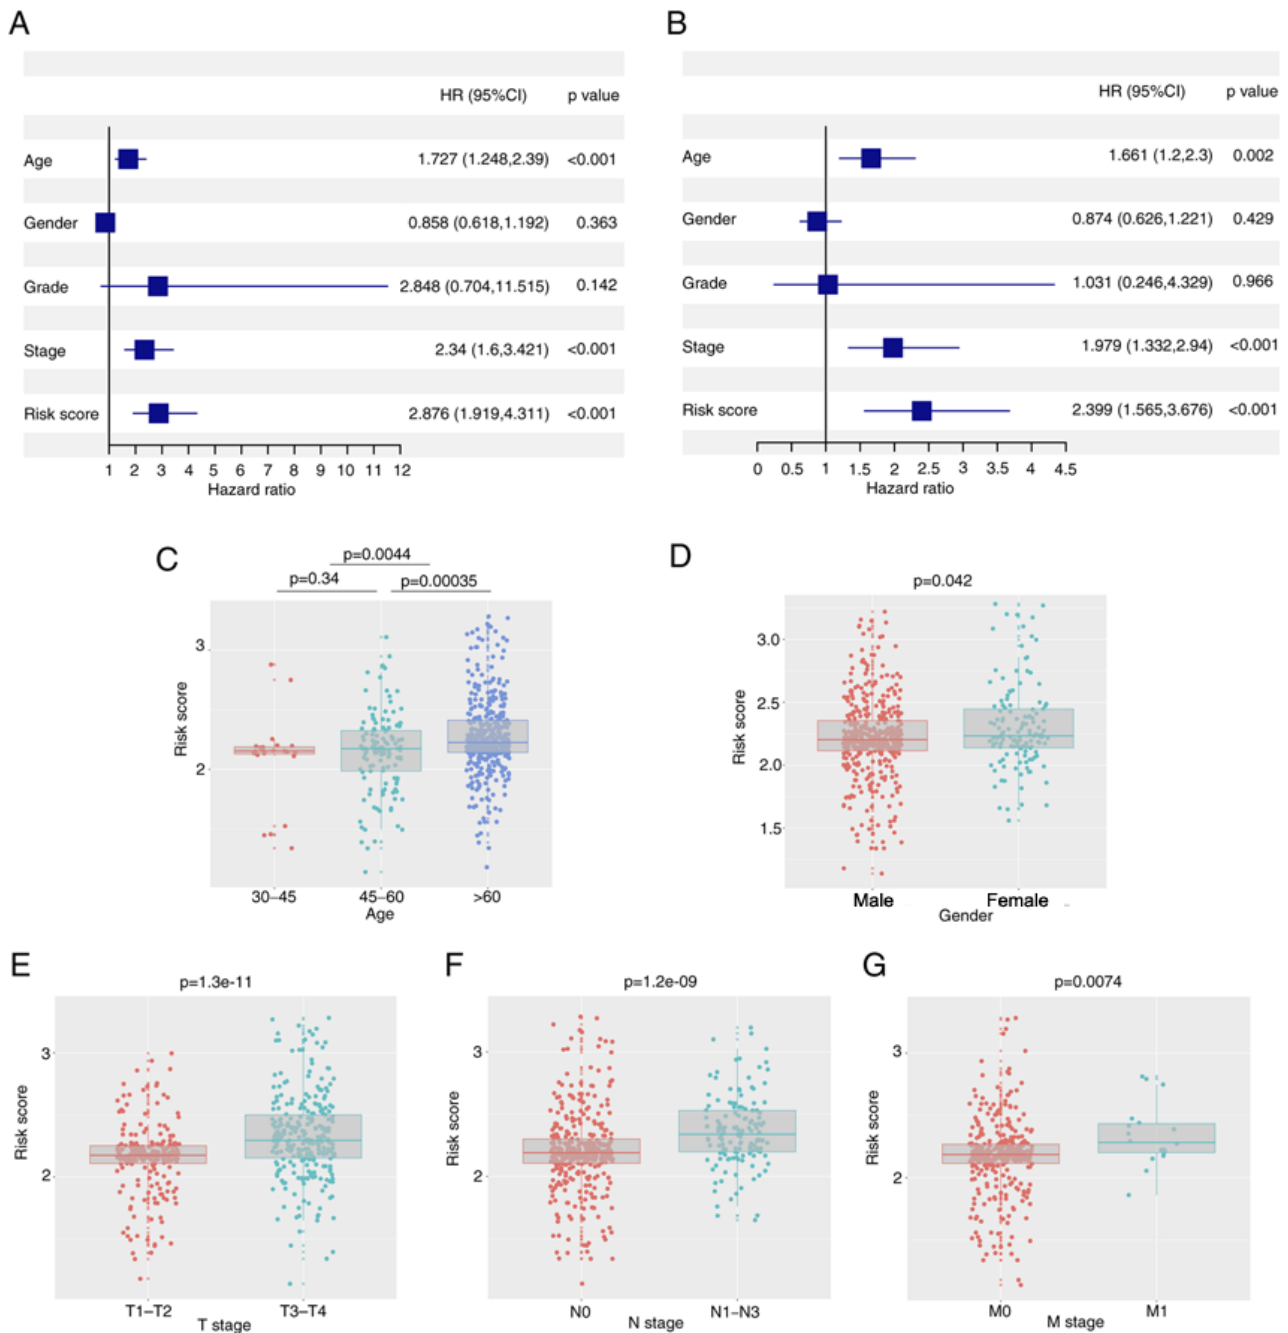 A
HR (95%CI) p value
Age 1.727 (1.248,2.39) <0.001
Gender 0.858 (0.618,1.192) 0.363
Grade 2.848 (0.704,11.515) 0.142
Stage 2.34 (1.6,3.421) <0.001
Risk score 2.876 (1.919,4.311) <0.001
1 2 3 4 5 6 7 8 9 10 11 12
Hazard ratio
B
HR (95%CI) p value
Age 1.661 (1.2,2.3) 0.002
Gender 0.874 (0.626,1.221) 0.429
Grade 1.031 (0.246,4.329) 0.966
Stage 1.979 (1.332,2.94) <0.001
Risk score 2.399 (1.565,3.676) <0.001
0 0.5 1 1.5 2 2.5 3 3.5 4 4.5
Hazard ratio
C
p=0.0044
p=0.34 p=0.00035
3
2
Risk score
30–45 45–60 >60
Age
D
p=0.042
3.0
2.5
2.0
1.5
Risk score
Male Female
Gender
E
p=1.3e-11
3
2
Risk score
T1–T2 T3–T4
T stage
F
p=1.2e-09
3
2
Risk score
N0 N1–N3
N stage
G
p=0.0074
3
2
Risk score
M0 M1
M stage